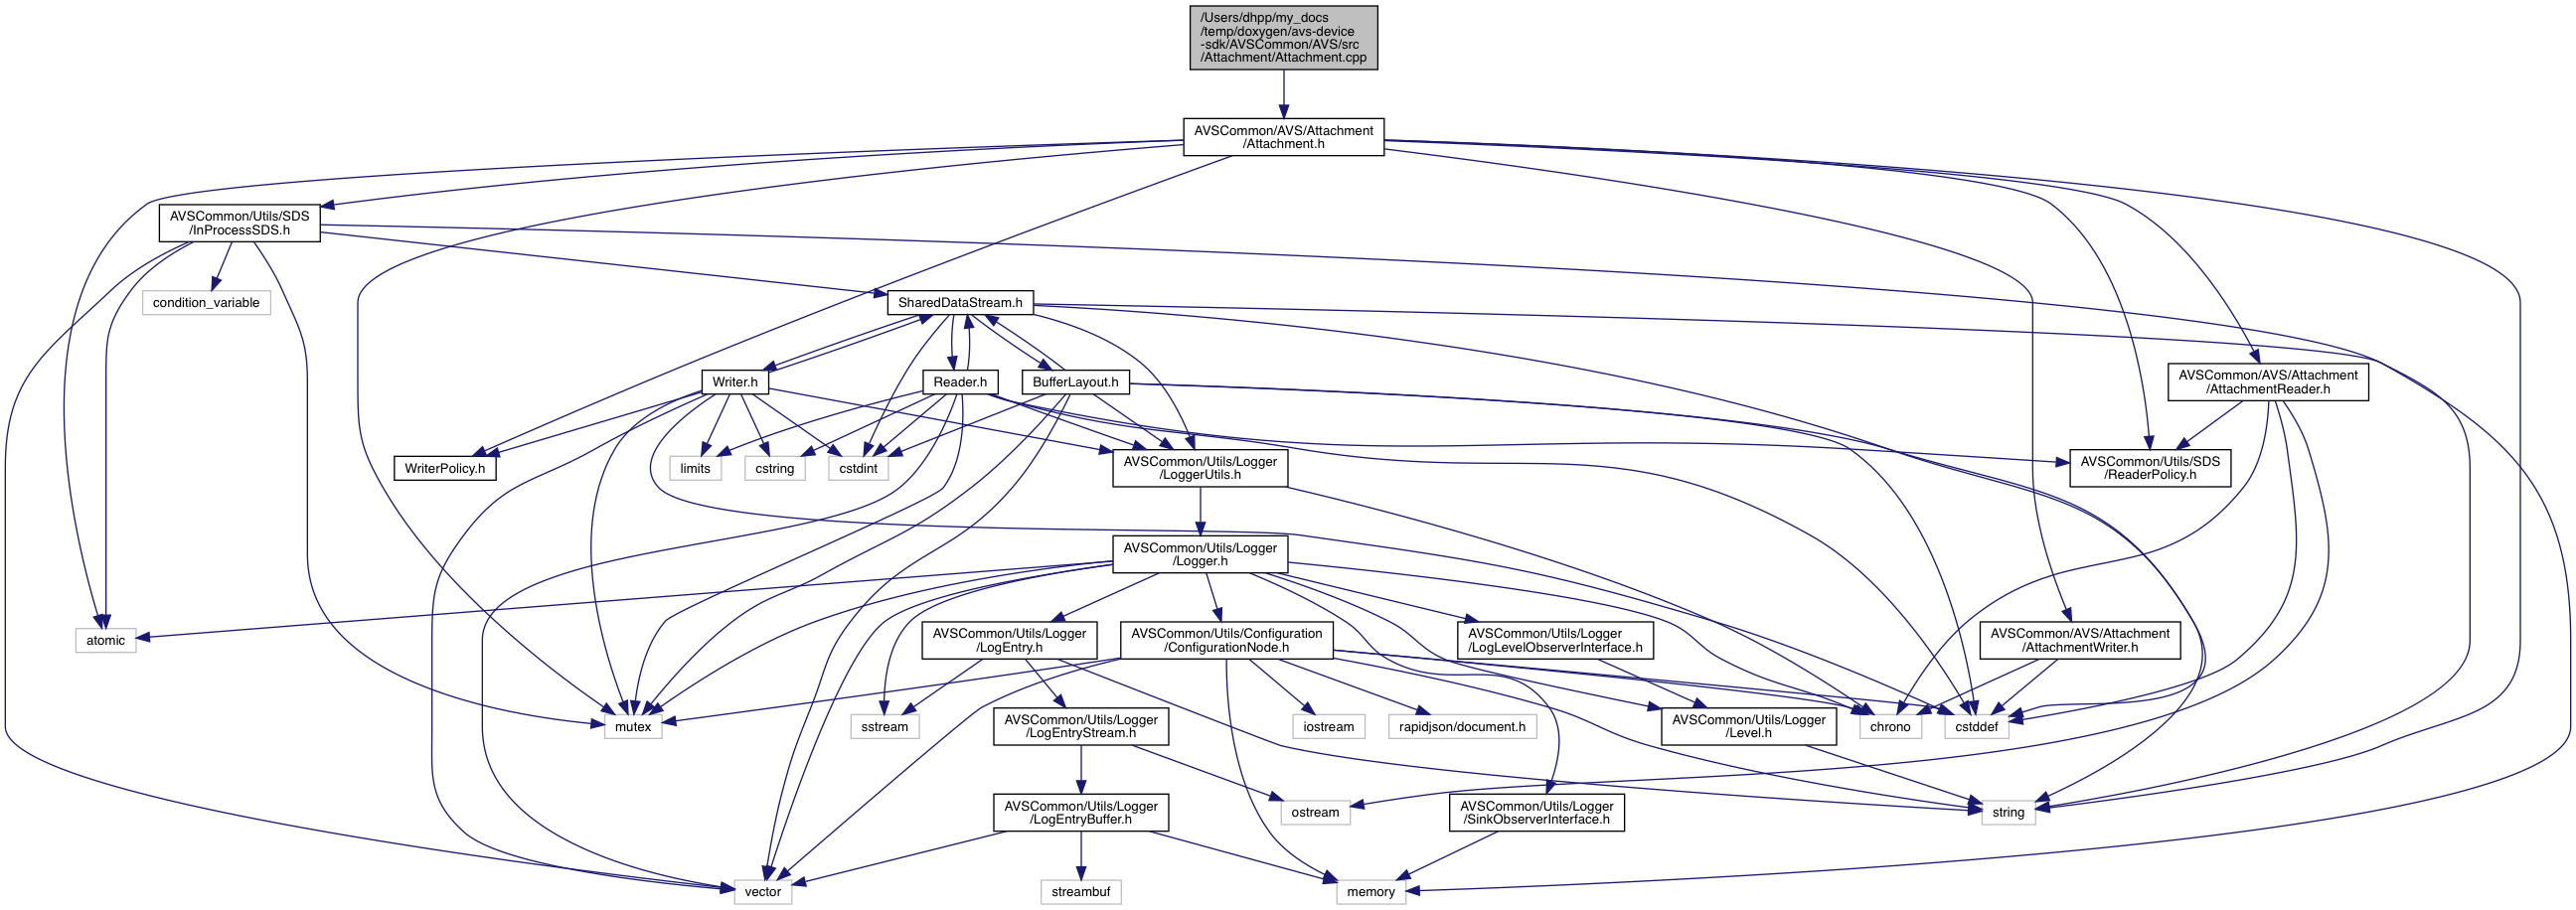 /Users/dhpp/my_docs
/temp/doxygen/avs-device
-sdk/AVSCommon/AVS/src
/Attachment/Attachment.cpp
AVSCommon/AVS/Attachment
/Attachment.h
AVSCommon/Utils/SDS
/InProcessSDS.h
condition_variable
SharedDataStream.h
Writer.h
Reader.h
BufferLayout.h
AVSCommon/AVS/Attachment
/AttachmentReader.h
WriterPolicy.h
limits
cstring
cstdint
AVSCommon/Utils/Logger
/LoggerUtils.h
AVSCommon/Utils/SDS
/ReaderPolicy.h
AVSCommon/Utils/Logger
/Logger.h
atomic
AVSCommon/Utils/Logger
/LogEntry.h
AVSCommon/Utils/Configuration
/ConfigurationNode.h
AVSCommon/Utils/Logger
/LogLevelObserverInterface.h
AVSCommon/AVS/Attachment
/AttachmentWriter.h
mutex
sstream
AVSCommon/Utils/Logger
/LogEntryStream.h
iostream
rapidjson/document.h
AVSCommon/Utils/Logger
/Level.h
chrono
cstddef
AVSCommon/Utils/Logger
/LogEntryBuffer.h
ostream
AVSCommon/Utils/Logger
/SinkObserverInterface.h
string
vector
streambuf
memory